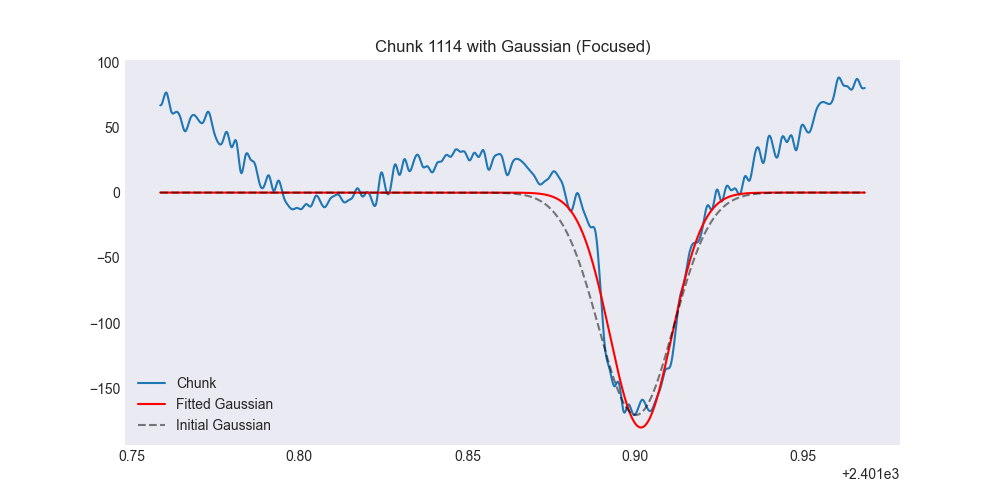 Chunk 1114 with Gaussian (Focused)
100
50
0
−50
−100
−150
Chunk
Fitted Gaussian
Initial Gaussian
0.75 0.80 0.85 0.90 0.95
+2.401e3